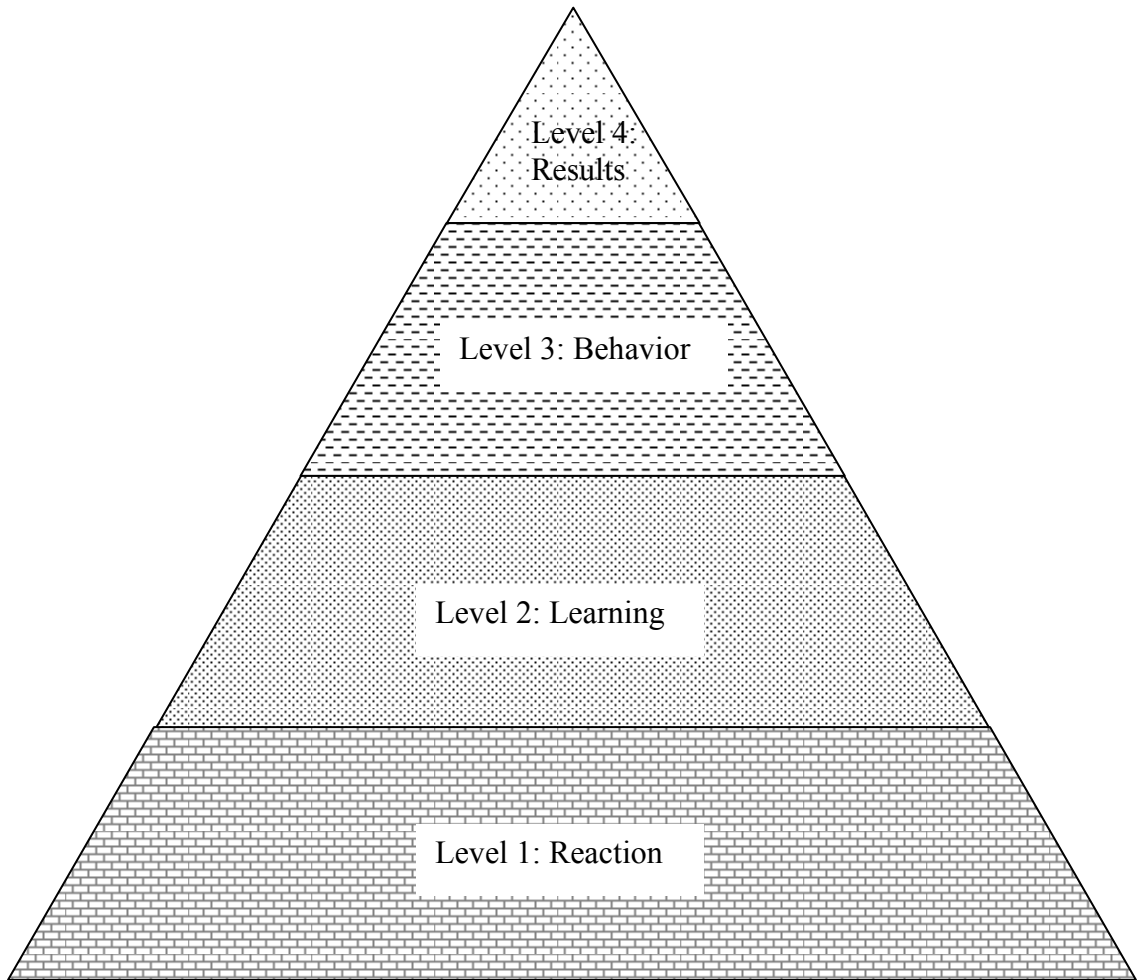 Level 4:
Results
Level 3: Behavior
Level 2: Learning
Level 1: Reaction